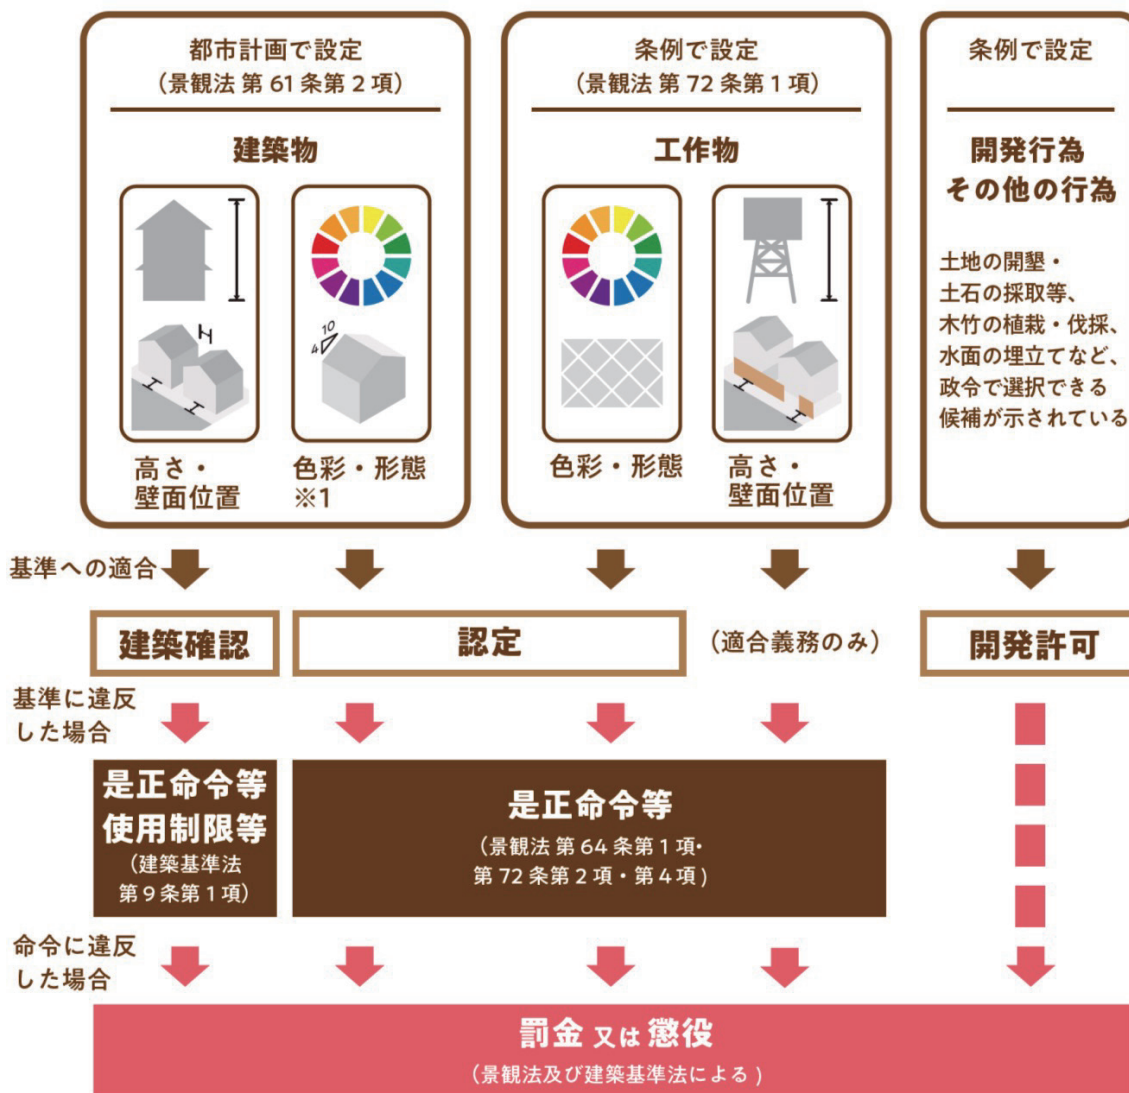 都市計画で設定
（景観法 第 61 条第 2 項）
建築物
10
4
高さ・
壁面位置
色彩・形態
※1
条例で設定
（景観法 第 72 条第 1 項）
工作物
色彩・形態
高さ・
壁面位置
条例で設定
開発行為
その他の行為
土地の開墾・
土石の採取等、
木竹の植栽・伐採、
水面の埋立てなど、
政令で選択できる
候補が示されている
基準への適合
建築確認
認定
（適合義務のみ）
開発許可
基準に違反
した場合
是正命令等
使用制限等
（建築基準法
第 9 条第 1 項）
是正命令等
（景観法 第 64 条第 1 項・
第 72 条第 2 項・第 4 項 )
命令に違反
した場合
罰金 又は 懲役
（景観法及び建築基準法による )